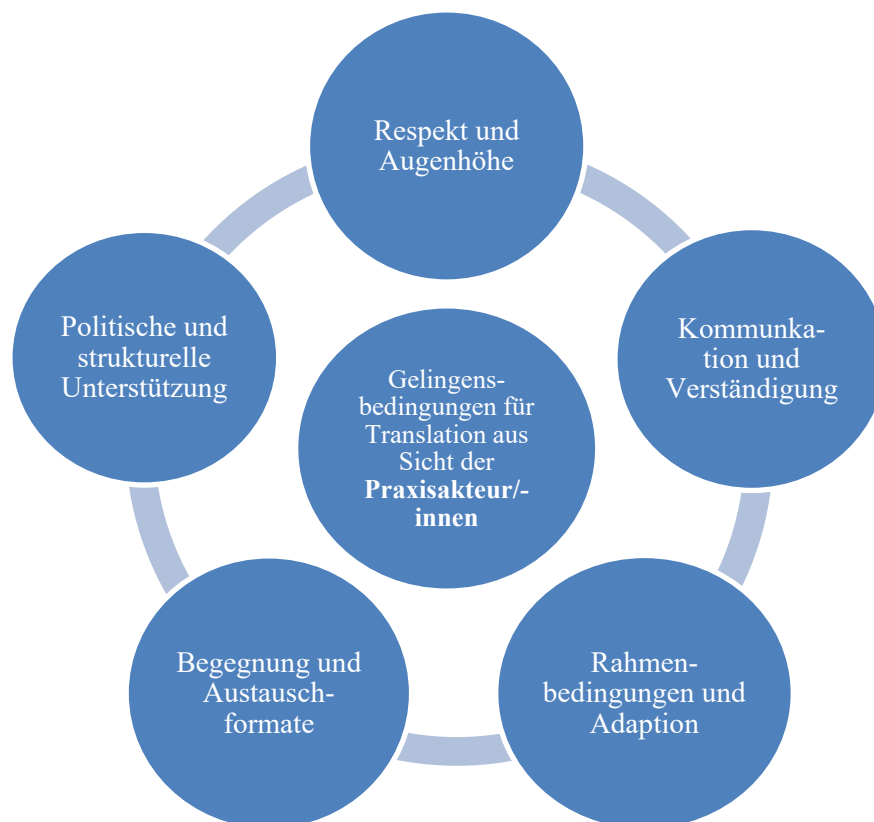 Respekt und
Augenhöhe
Politische und
strukturelle
Unterstützung
Kommunka-
tion und
Verständigung
Gelingens-
bedingungen für
Translation aus
Sicht der
Praxisakteur/-
innen
Begegnung und
Austausch-
formate
Rahmen-
bedingungen und
Adaption